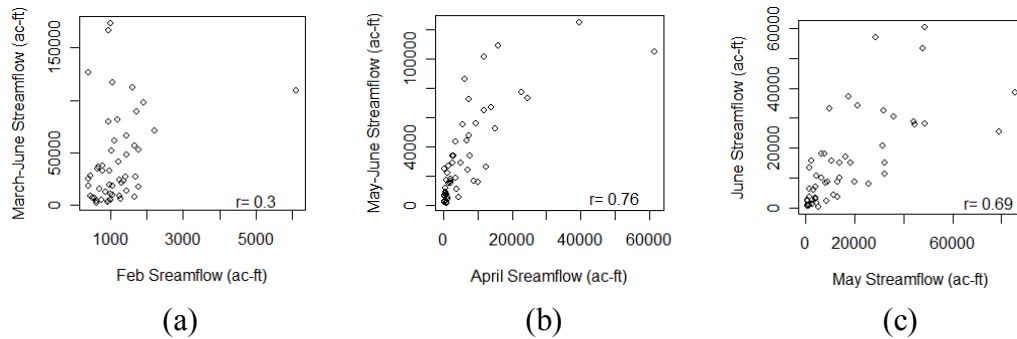 March-June Streamflow (ac-ft)
0 50000 150000
r= 0.3
1000 3000 5000
Feb Sreamflow (ac-ft)
(a)
May-June Streamflow (ac-ft)
0 40000 100000
r= 0.76
0 20000 40000 60000
April Sreamflow (ac-ft)
(b)
June Streamflow (ac-ft)
0 20000 40000 60000
r= 0.69
0 20000 60000
May Streamflow (ac-ft)
(c)